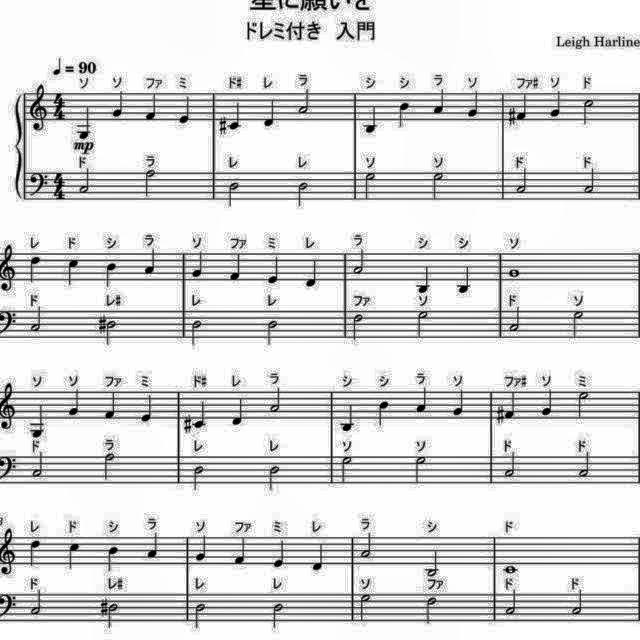 星に願いを
ドレミ付き 入門
Leigh Harline
♩ = 90
ソ ソ ファ ミ ド# レ ラ シ シ ラ ソ ファ# ソ ド
mp
ド ラ レ レ ソ ソ ド ド
レ ド シ ラ ソ ファ ミ レ ラ シ シ ソ
ド レ# レ レ ファ ソ ド ソ
ソ ソ ファ ミ ド# レ ラ シ シ ラ ソ ファ# ソ ミ
ド ラ レ レ ソ ソ ド ド
レ ド シ ラ ソ ファ ミ レ ラ シ ド
ド レ# レ レ ソ ファ ド ド